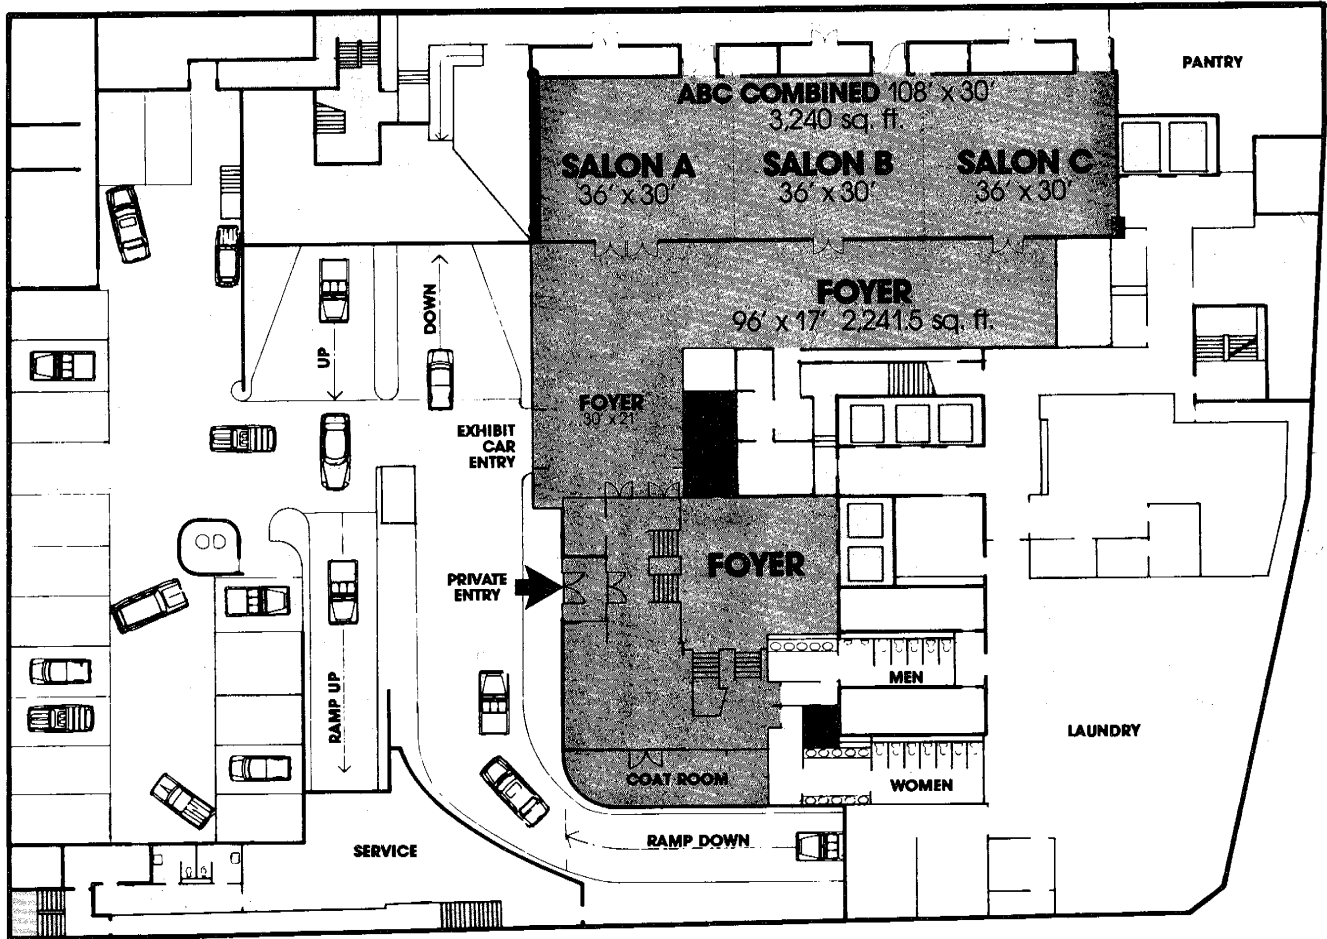 PANTRY
ABC COMBINED 108' x 30'
3,240 sq. ft.
SALON A
36' x 30'
SALON B
36' x 30'
SALON C
36' x 30'
DOWN
UP
FOYER
96' x 17' 2,241.5 sq. ft.
FOYER
30' x 21'
EXHIBIT
CAR
ENTRY
PRIVATE
ENTRY
FOYER
RAMP UP
MEN
LAUNDRY
COAT ROOM
WOMEN
RAMP DOWN
SERVICE